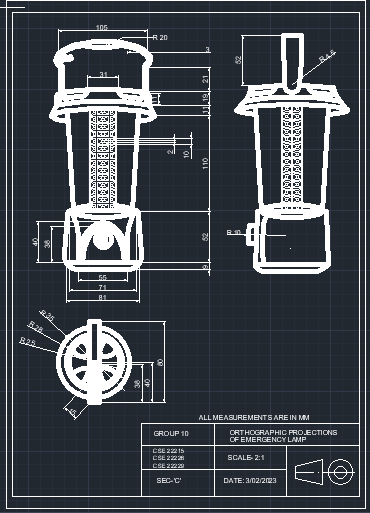 105
R 20
3
31
21
19
11
2
10
110
40
38
52
9
55
71
81
52
R 4.5
R 10
R 35
R 28
R 25
80
38
40
45°
ALL MEASUREMENTS ARE IN MM
GROUP 10
ORTHOGRAPHIC PROJECTIONS
OF EMERGENCY LAMP
CSE 22215
CSE 22226
CSE 22229
SCALE- 2:1
SEC-'C'
DATE: 3/02/2023